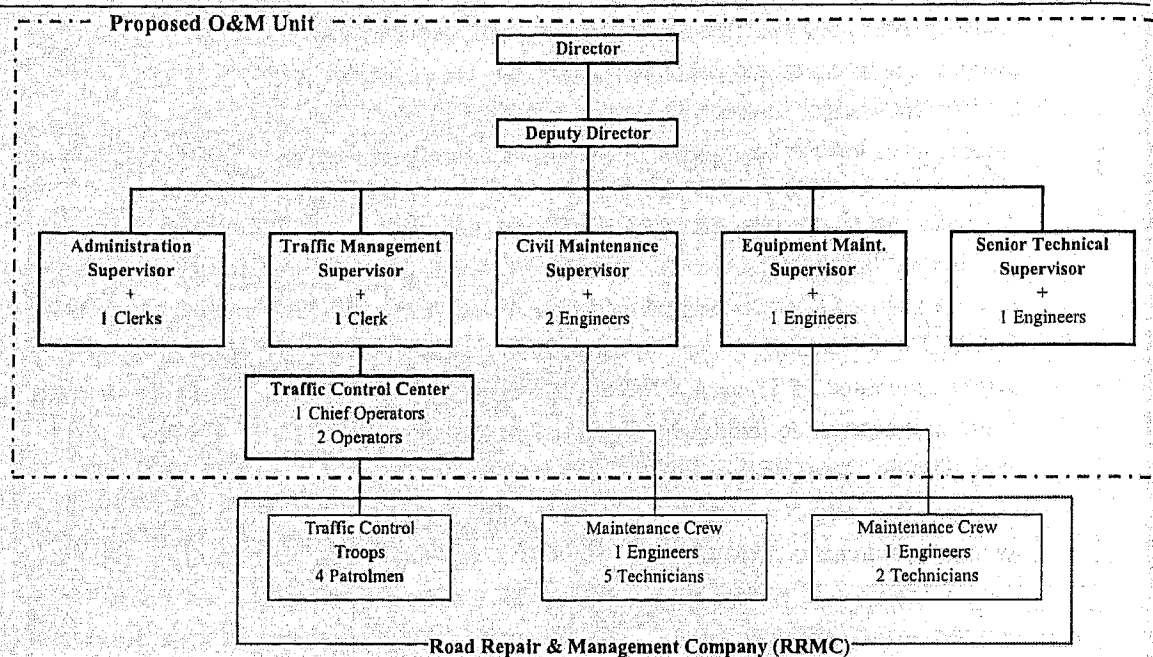 Proposed O&M Unit
Director
Deputy Director
Administration
Supervisor
+
1 Clerks
Traffic Management
Supervisor
+
1 Clerk
Civil Maintenance
Supervisor
+
2 Engineers
Equipment Maint.
Supervisor
+
1 Engineers
Senior Technical
Supervisor
+
1 Engineers
Traffic Control Center
1 Chief Operators
2 Operators
Traffic Control
Troops
4 Patrolmen
Maintenance Crew
1 Engineers
5 Technicians
Maintenance Crew
1 Engineers
2 Technicians
Road Repair & Management Company (RRMC)